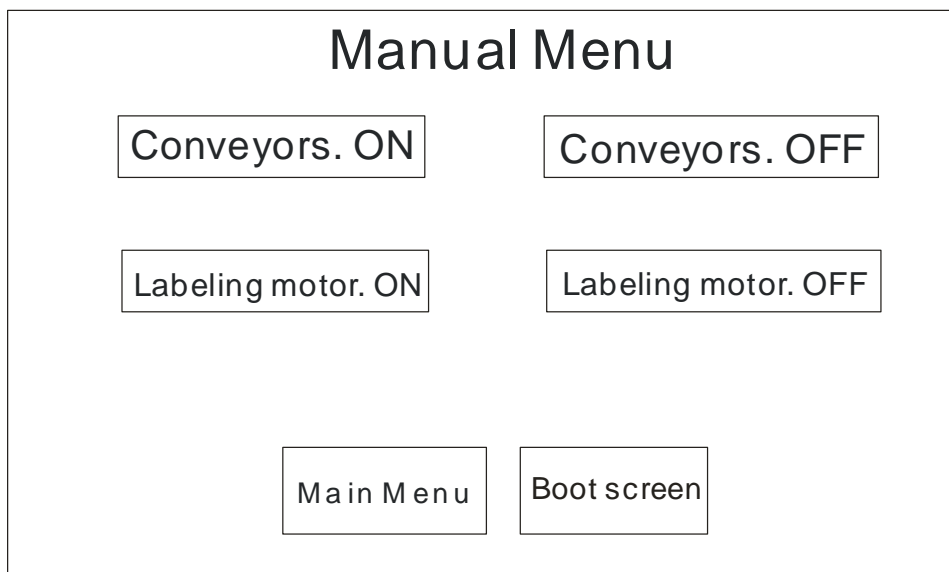 Manual Menu
Conveyors. ON
Conveyors. OFF
Labeling motor. ON
Labeling motor. OFF
Main Menu
Boot screen